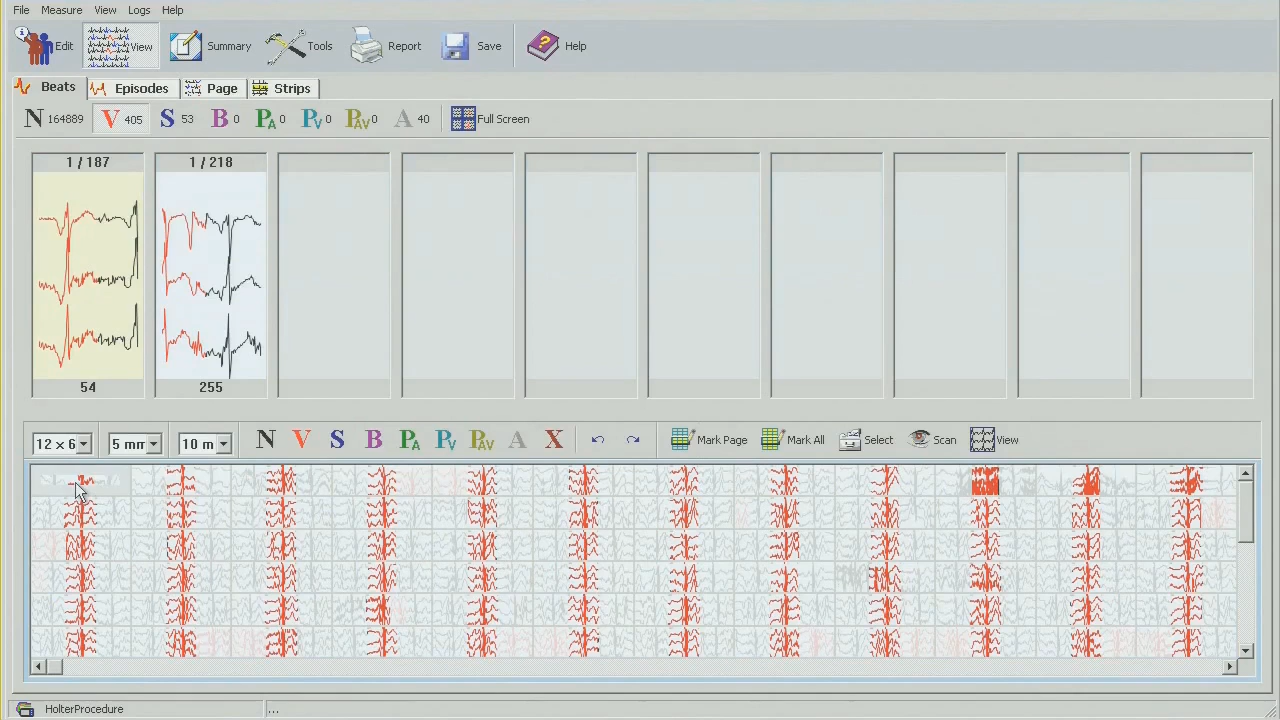 File Measure View Logs Help
Edit View Summary Tools Report Save Help
Beats Episodes Page Strips
N 164889 V 405 S 53 B 0 PA 0 PV 0 PAV 0 A 40 Full Screen
1 / 187 1 / 218
54 255
12 x 6 5 mm 10 m N V S B PA PV PAV A X Mark Page Mark All Select Scan View
HolterProcedure ...